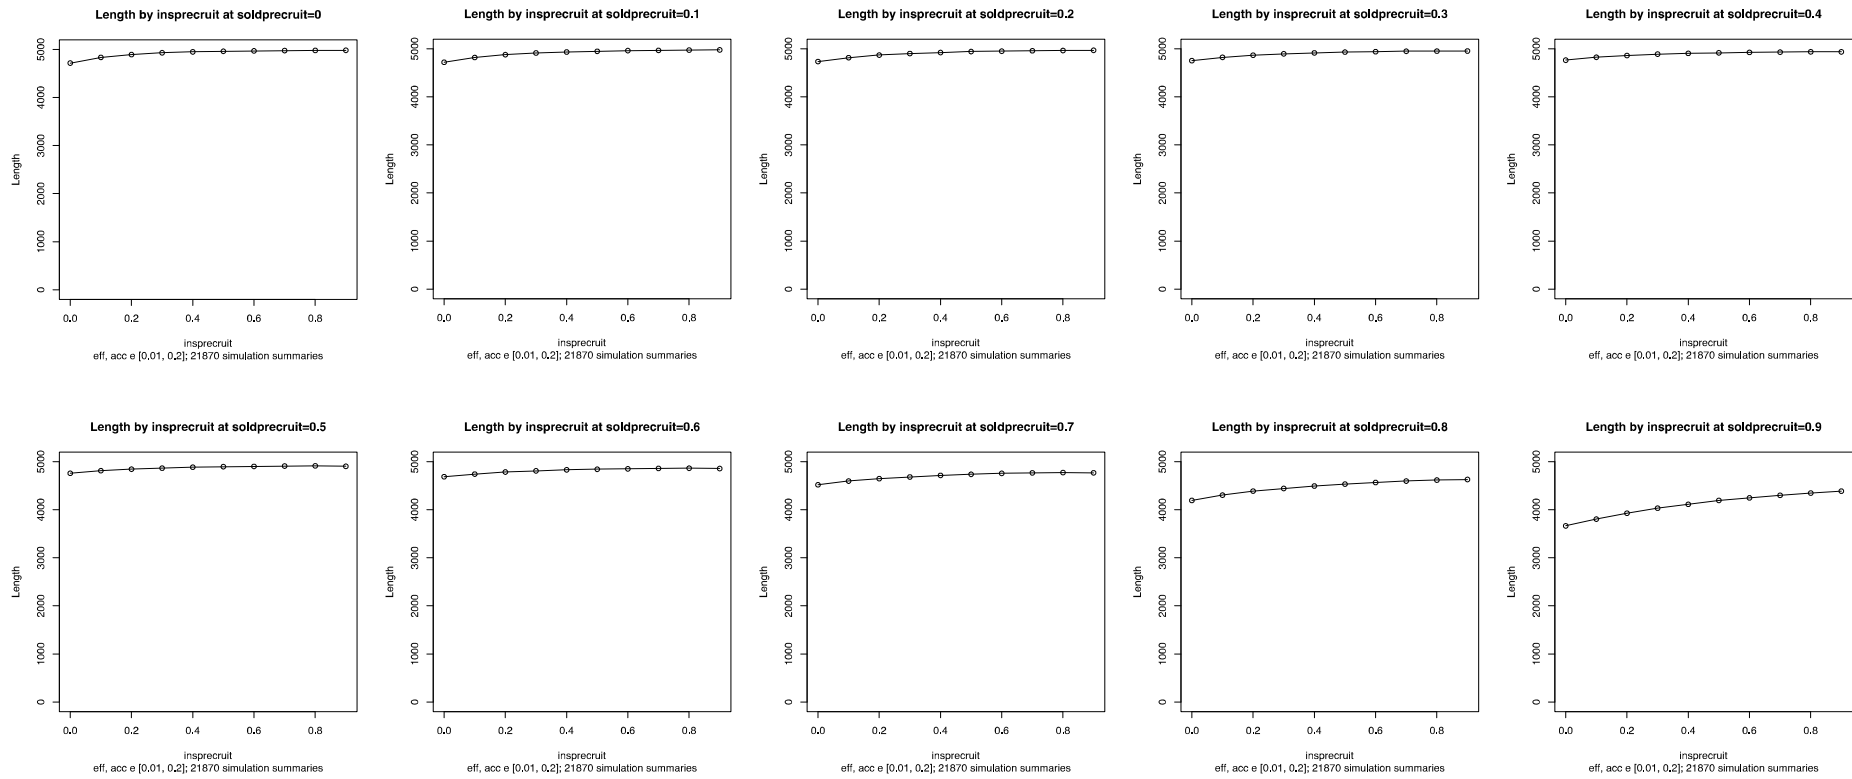 Length by insprecruit at soldprecruit=0
Length
5000
4000
3000
2000
1000
0
0.0 0.2 0.4 0.6 0.8
insprecruit
eff, acc e [0.01, 0.2]; 21870 simulation summaries
Length by insprecruit at soldprecruit=0.1
Length
5000
4000
3000
2000
1000
0
0.0 0.2 0.4 0.6 0.8
insprecruit
eff, acc e [0.01, 0.2]; 21870 simulation summaries
Length by insprecruit at soldprecruit=0.2
Length
5000
4000
3000
2000
1000
0
0.0 0.2 0.4 0.6 0.8
insprecruit
eff, acc e [0.01, 0.2]; 21870 simulation summaries
Length by insprecruit at soldprecruit=0.3
Length
5000
4000
3000
2000
1000
0
0.0 0.2 0.4 0.6 0.8
insprecruit
eff, acc e [0.01, 0.2]; 21870 simulation summaries
Length by insprecruit at soldprecruit=0.4
Length
5000
4000
3000
2000
1000
0
0.0 0.2 0.4 0.6 0.8
insprecruit
eff, acc e [0.01, 0.2]; 21870 simulation summaries
Length by insprecruit at soldprecruit=0.5
Length
5000
4000
3000
2000
1000
0
0.0 0.2 0.4 0.6 0.8
insprecruit
eff, acc e [0.01, 0.2]; 21870 simulation summaries
Length by insprecruit at soldprecruit=0.6
Length
5000
4000
3000
2000
1000
0
0.0 0.2 0.4 0.6 0.8
insprecruit
eff, acc e [0.01, 0.2]; 21870 simulation summaries
Length by insprecruit at soldprecruit=0.7
Length
5000
4000
3000
2000
1000
0
0.0 0.2 0.4 0.6 0.8
insprecruit
eff, acc e [0.01, 0.2]; 21870 simulation summaries
Length by insprecruit at soldprecruit=0.8
Length
5000
4000
3000
2000
1000
0
0.0 0.2 0.4 0.6 0.8
insprecruit
eff, acc e [0.01, 0.2]; 21870 simulation summaries
Length by insprecruit at soldprecruit=0.9
Length
5000
4000
3000
2000
1000
0
0.0 0.2 0.4 0.6 0.8
insprecruit
eff, acc e [0.01, 0.2]; 21870 simulation summaries